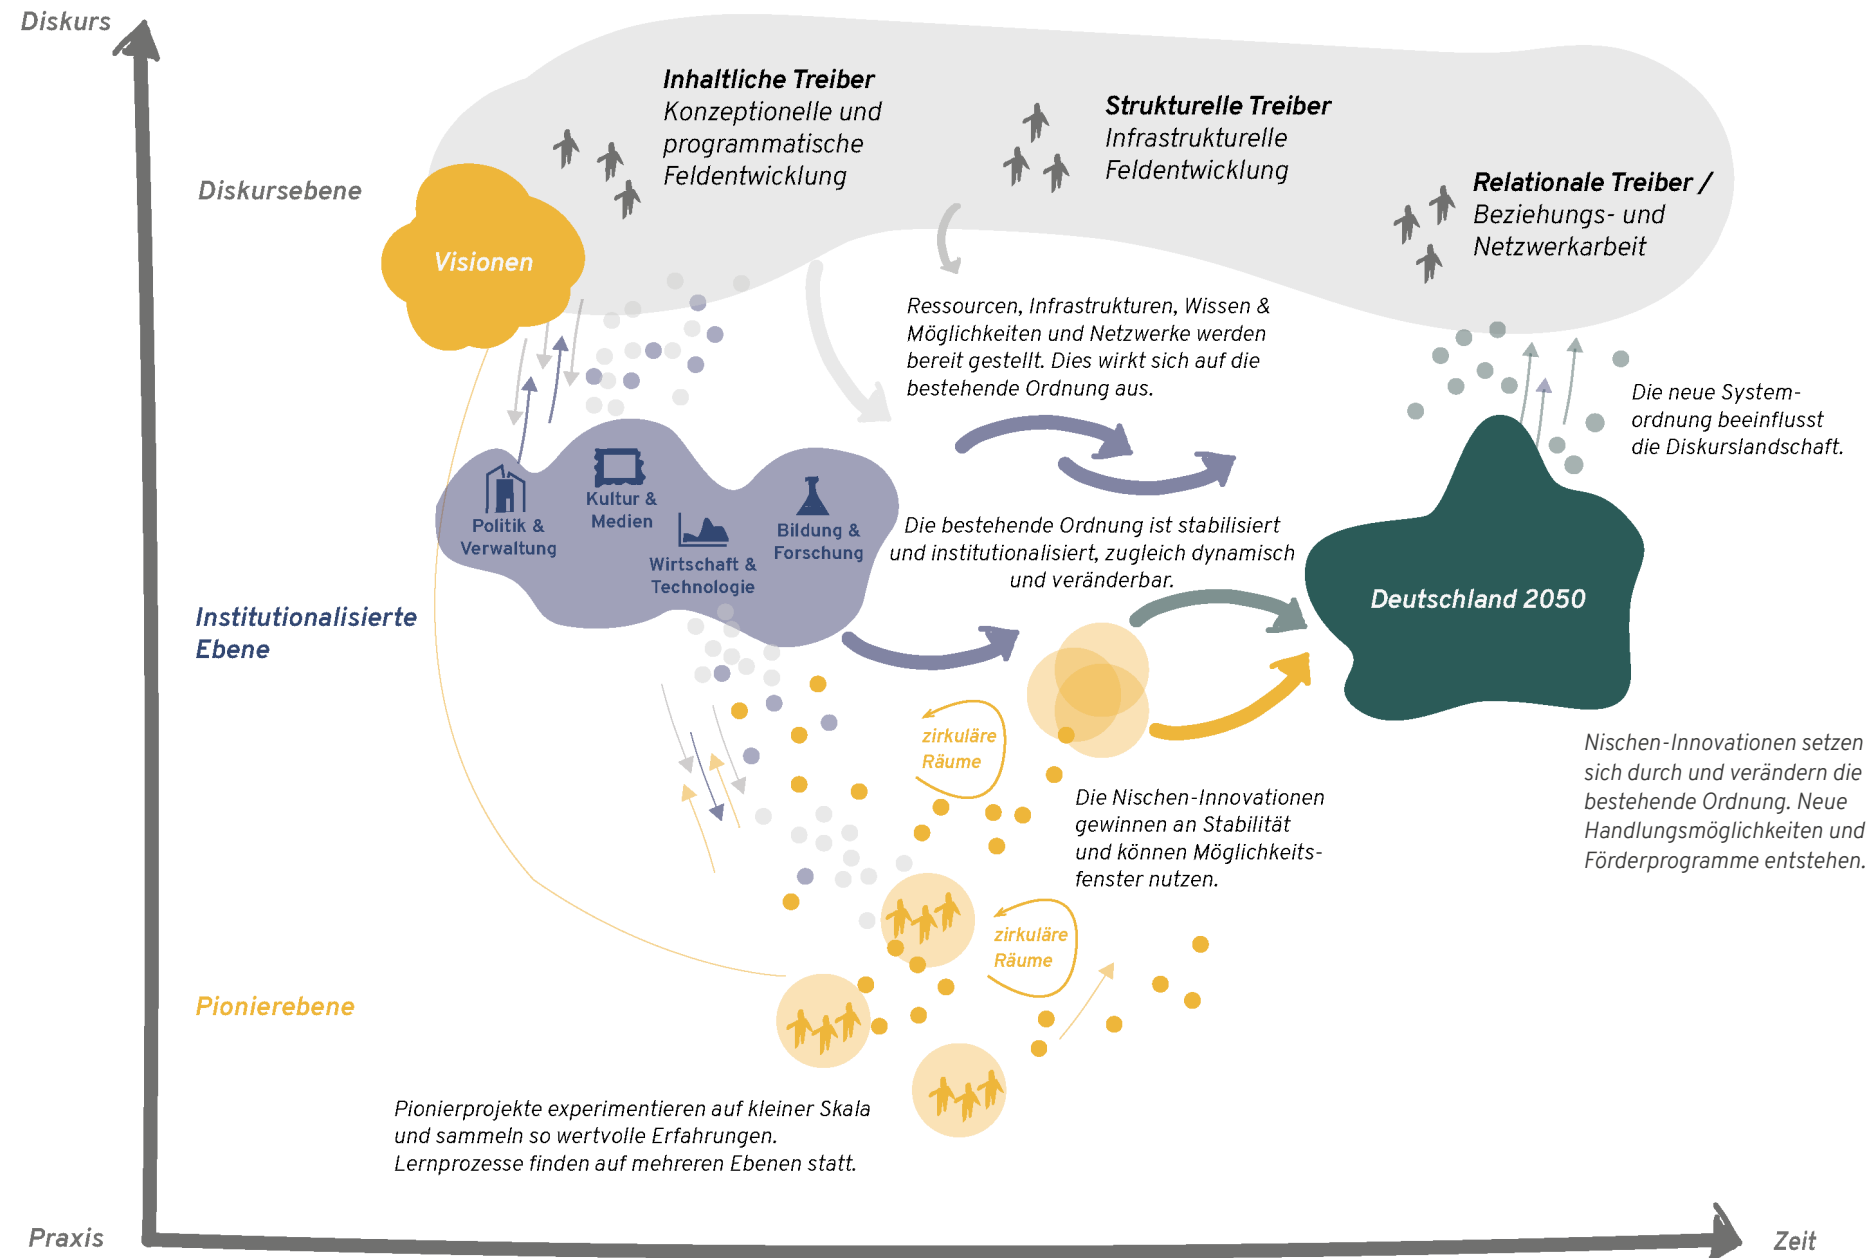 Diskurs
Inhaltliche Treiber
Konzeptionelle und
programmatische
Feldentwicklung
Strukturelle Treiber
Infrastrukturelle
Feldentwicklung
Relationale Treiber /
Beziehungs- und
Netzwerkarbeit
Diskursebene
Visionen
Ressourcen, Infrastrukturen, Wissen &
Möglichkeiten und Netzwerke werden
bereit gestellt. Dies wirkt sich auf die
bestehende Ordnung aus.
Die neue System-
ordnung beeinflusst
die Diskurslandschaft.
Politik &
Verwaltung
Kultur &
Medien
Wirtschaft &
Technologie
Bildung &
Forschung
Die bestehende Ordnung ist stabilisiert
und institutionalisiert, zugleich dynamisch
und veränderbar.
Institutionalisierte
Ebene
Deutschland 2050
zirkuläre
Räume
Nischen-Innovationen setzen
sich durch und verändern die
bestehende Ordnung. Neue
Handlungsmöglichkeiten und
Förderprogramme entstehen.
Die Nischen-Innovationen
gewinnen an Stabilität
und können Möglichkeits-
fenster nutzen.
zirkuläre
Räume
Pionierebene
Pionierprojekte experimentieren auf kleiner Skala
und sammeln so wertvolle Erfahrungen.
Lernprozesse finden auf mehreren Ebenen statt.
Praxis
Zeit